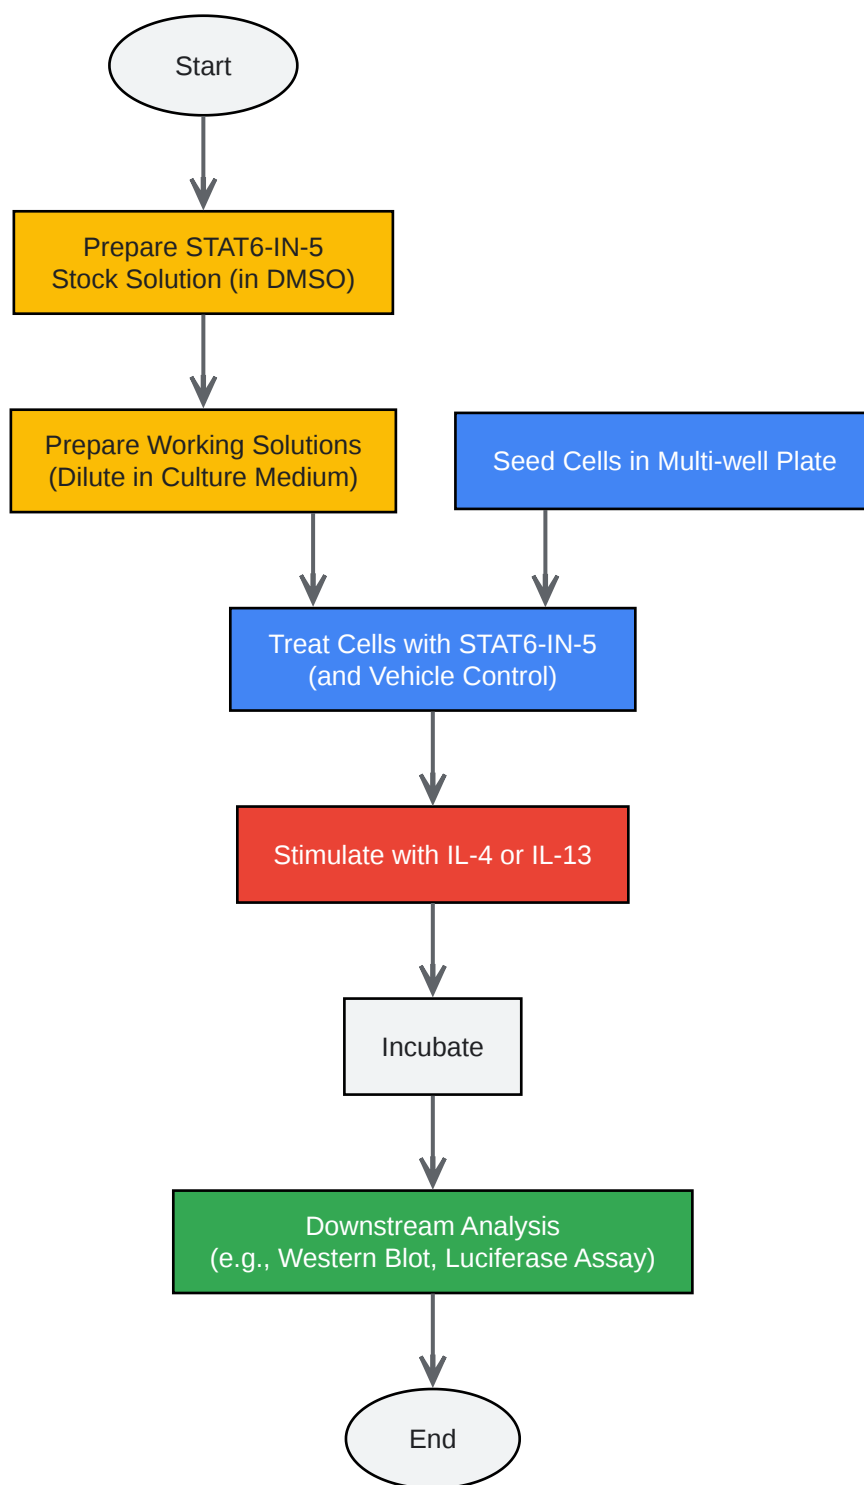 Start
Prepare STAT6-IN-5
Stock Solution (in DMSO)
Prepare Working Solutions
(Dilute in Culture Medium)
Seed Cells in Multi-well Plate
Treat Cells with STAT6-IN-5
(and Vehicle Control)
Stimulate with IL-4 or IL-13
Incubate
Downstream Analysis
(e.g., Western Blot, Luciferase Assay)
End